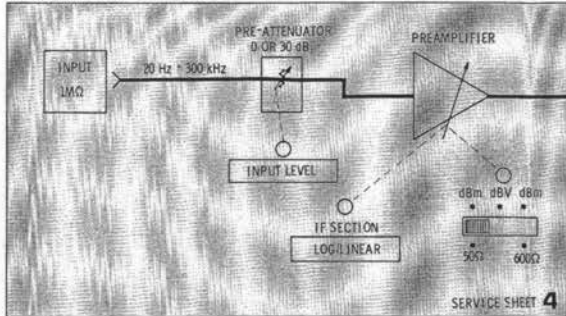 PRE-ATTENUATOR
0 OR 30 dB
PREAMPLIFIER
INPUT
1MΩ
20 Hz - 300 kHz
INPUT LEVEL
IF SECTION
LOG/LINEAR
dBm dBV dBm
50Ω 600Ω
SERVICE SHEET 4